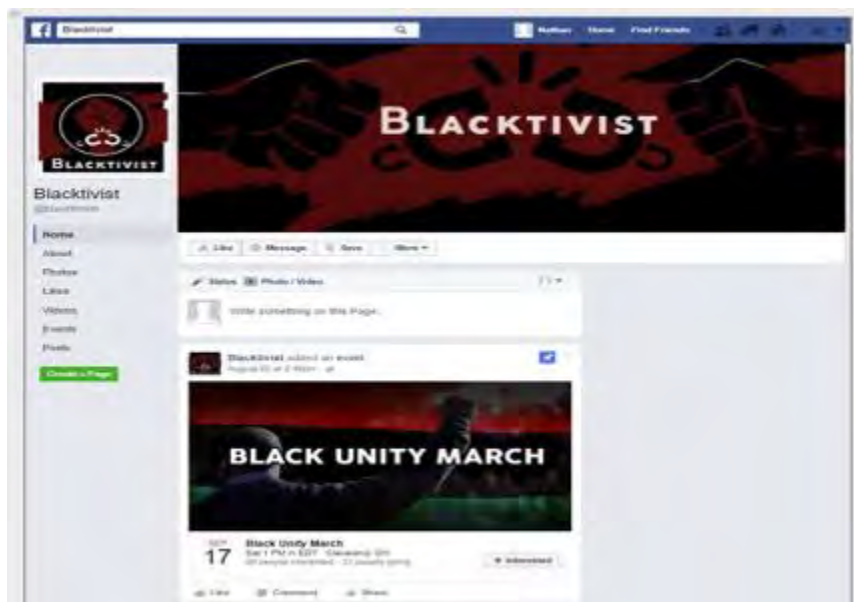 Blacktivist
Nathan Home Find Friends
BLACKTIVIST
BLACKTIVIST
Blacktivist
Home
About
Photos
Likes
Videos
Events
Posts
Create a Page
Like Message Save More
Status Photo / Video
Write something on this Page.
Blacktivist added an event
BLACK UNITY MARCH
17 Black Unity March
Interested
Like Comment Share